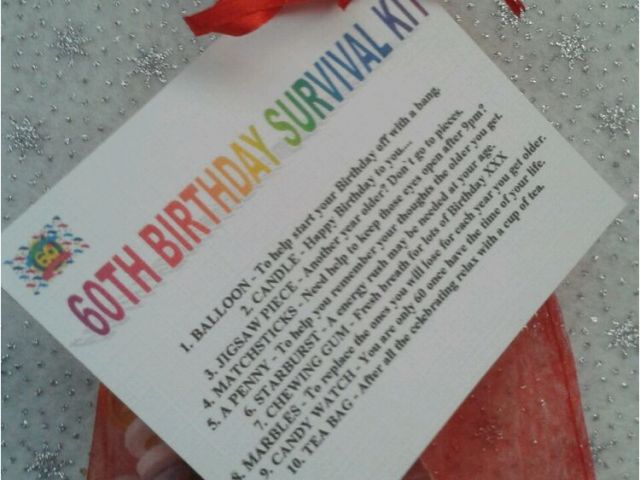 60TH BIRTHDAY SURVIVAL KIT
60
1. BALLOON - To help start your Birthday off with a bang.
2. CANDLE - Happy Birthday to you....
3. JIGSAW PIECE - Another year older? Don't go to pieces.
4. MATCHSTICKS - Need help to keep those eyes open after 9pm?
5. A PENNY - To help you remember your thoughts the older you get.
6. STARBURST - A energy rush may be needed at your age.
7. CHEWING GUM - Fresh breath for lots of Birthday XXX
8. MARBLES - To replace the ones you will lose for each year you get older.
9. CANDY WATCH - You are only 60 once have the time of your life.
10. TEA BAG - After all the celebrating relax with a cup of tea.